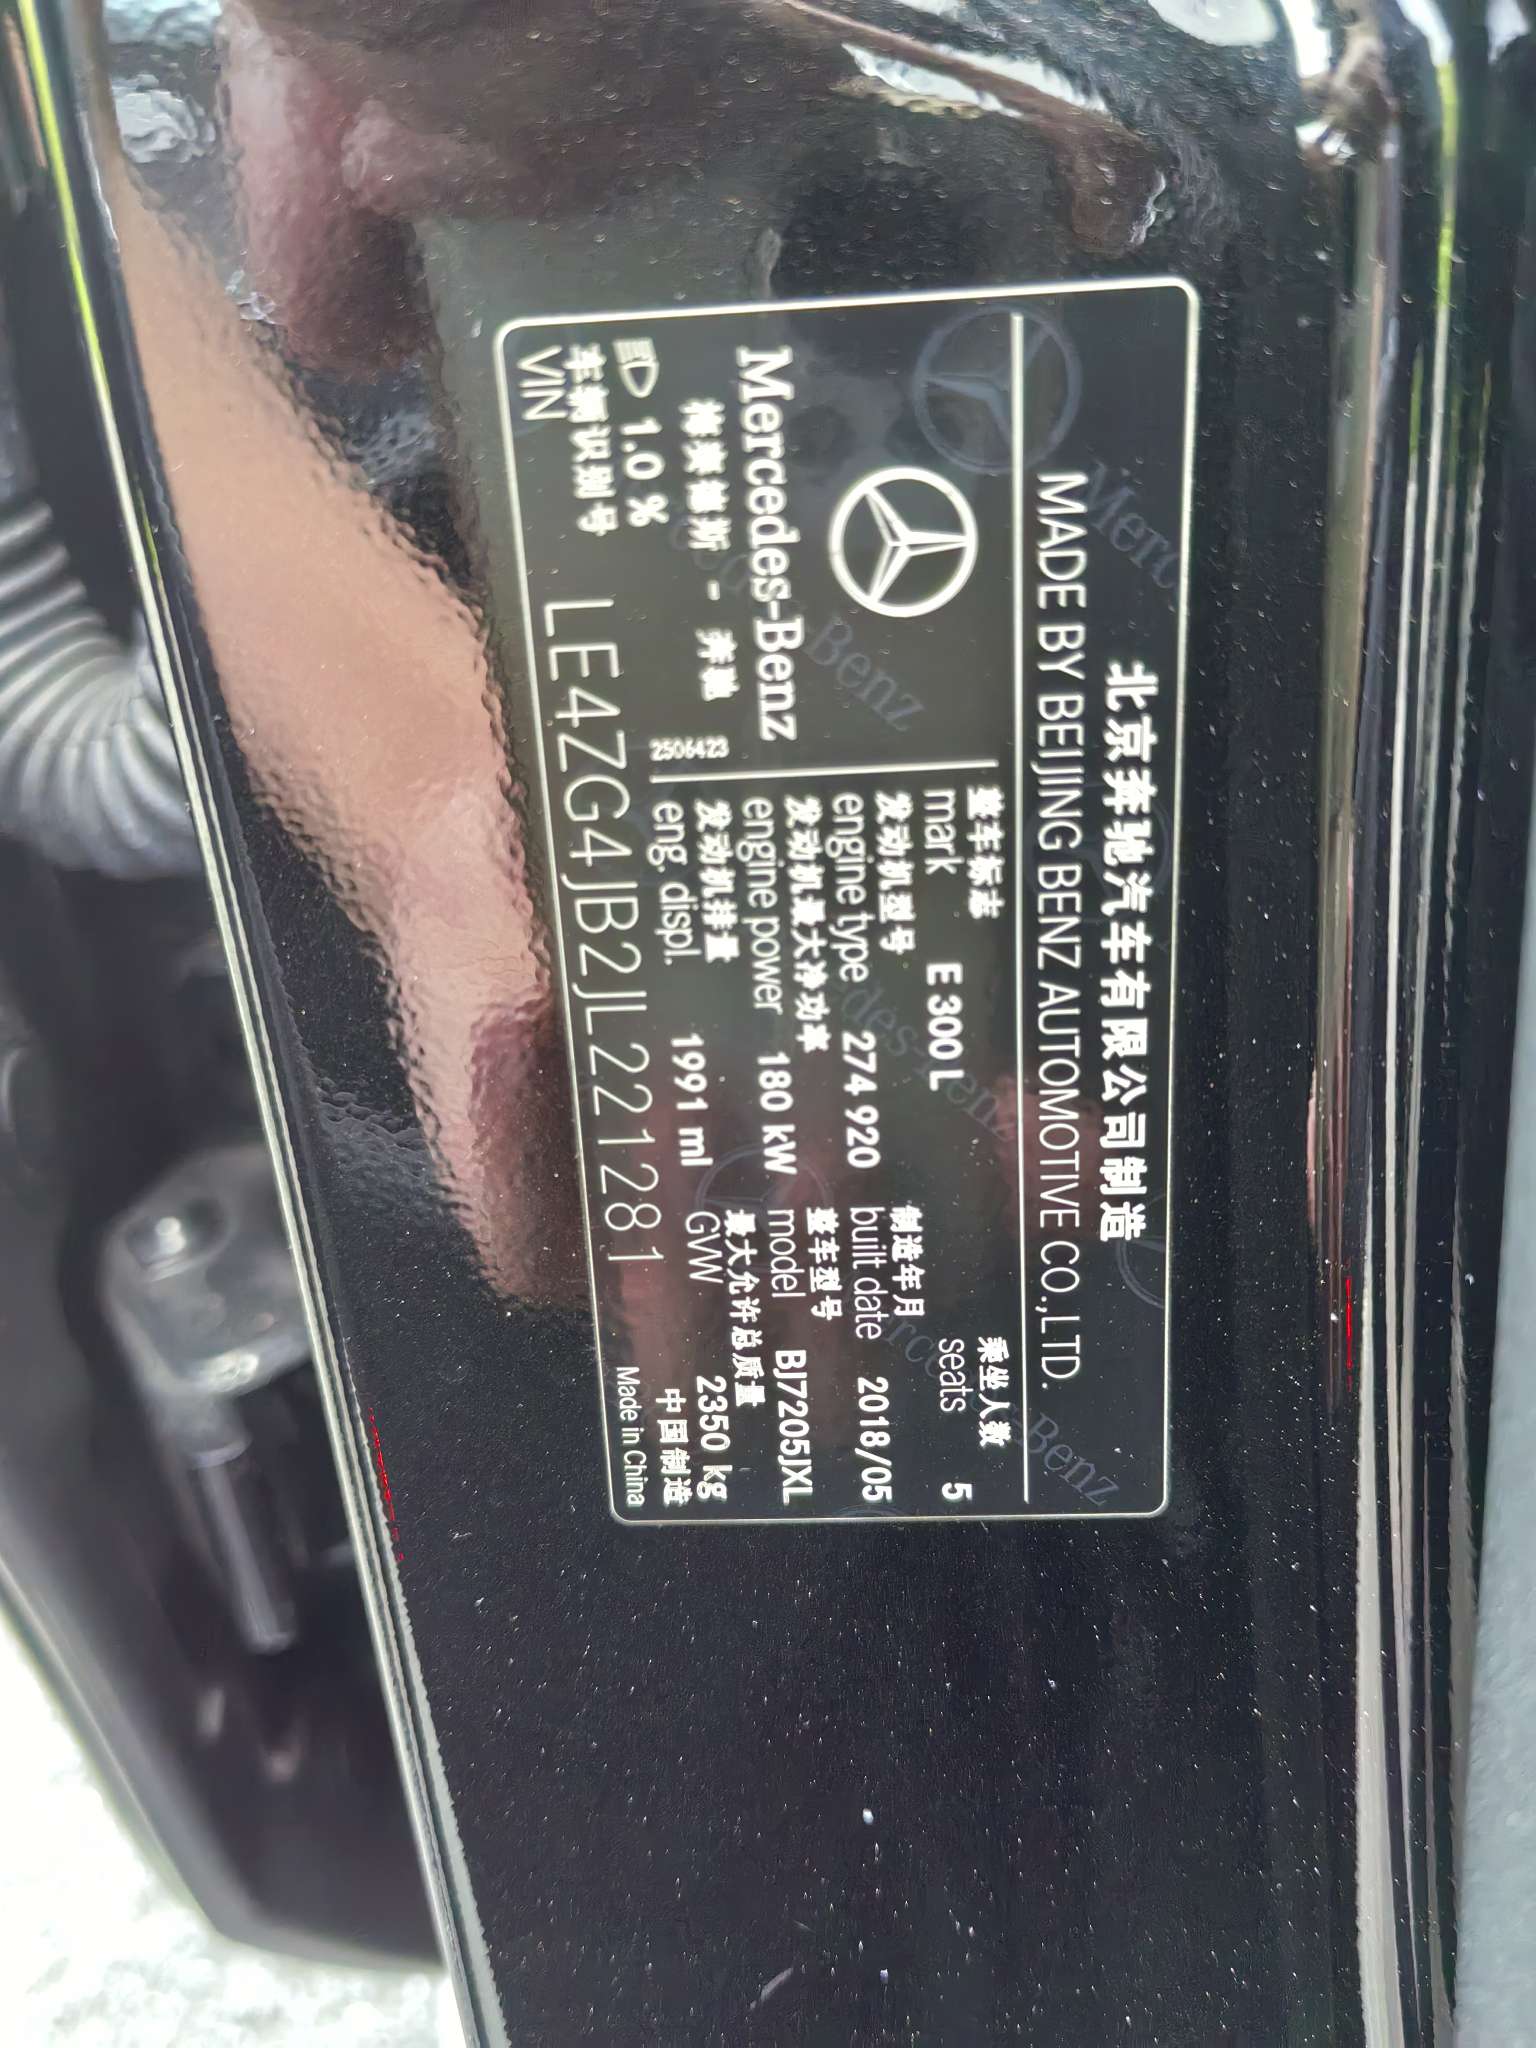 北京奔驰汽车有限公司制造
MADE BY BEIJING BENZ AUTOMOTIVE CO.,LTD.
Mercedes-Benz
梅赛德斯 - 奔驰
2506423
整车标志
mark E 300 L
乘坐人数
seats 5
发动机型号
engine type 274 920
制造年月
built date 2018/05
发动机最大净功率
engine power 180 kW
整车型号
model BJ7205JXL
发动机排量
eng. displ. 1991 ml
最大允许总质量
GVW 2350 kg
1.0 %
车辆识别号
VIN LE4ZG4JB2JL221281
中国制造
Made in China